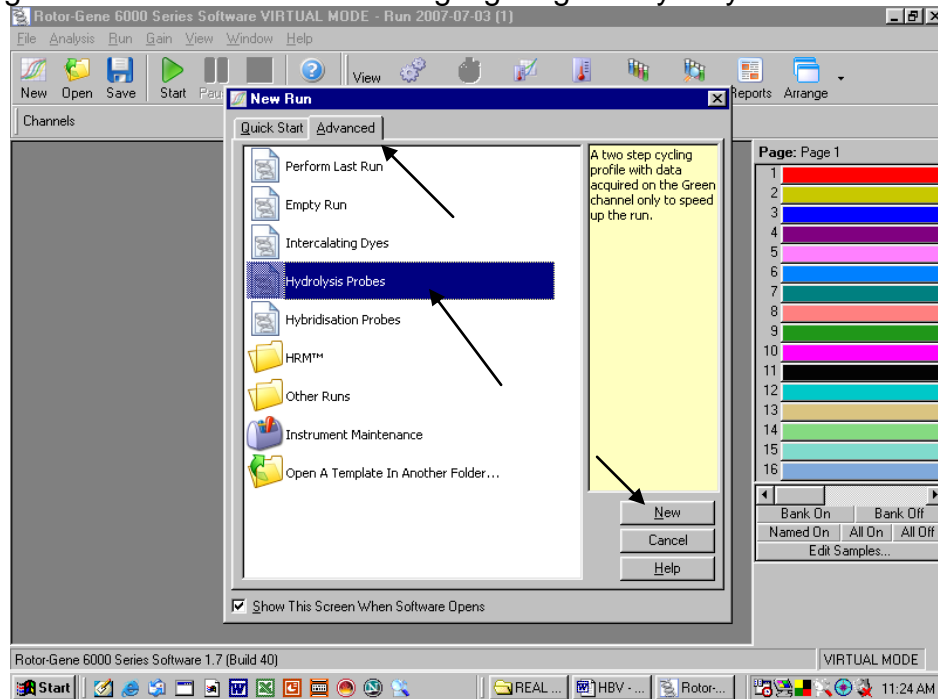 Rotor-Gene 6000 Series Software VIRTUAL MODE - Run 2007-07-03 (1)
File Analysis Run Gain View Window Help
New Open Save Start View Reports Arrange
Channels
New Run
Quick Start Advanced
Perform Last Run
Empty Run
Intercalating Dyes
Hydrolysis Probes
Hybridisation Probes
HRM™
Other Runs
Instrument Maintenance
Open A Template In Another Folder...
A two step cycling
profile with data
acquired on the Green
channel only to speed
up the run.
New
Cancel
Help
Show This Screen When Software Opens
Page: Page 1
1
2
3
4
5
6
7
8
9
10
11
12
13
14
15
16
Bank On Bank Off
Named On All On All Off
Edit Samples...
Rotor-Gene 6000 Series Software 1.7 (Build 40) VIRTUAL MODE
Start REAL ... HBV - ... Rotor-... 11:24 AM